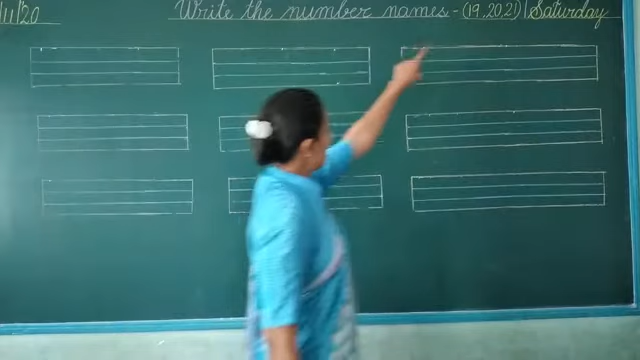 /11/20 Write the number names - (19,20,21) Saturday